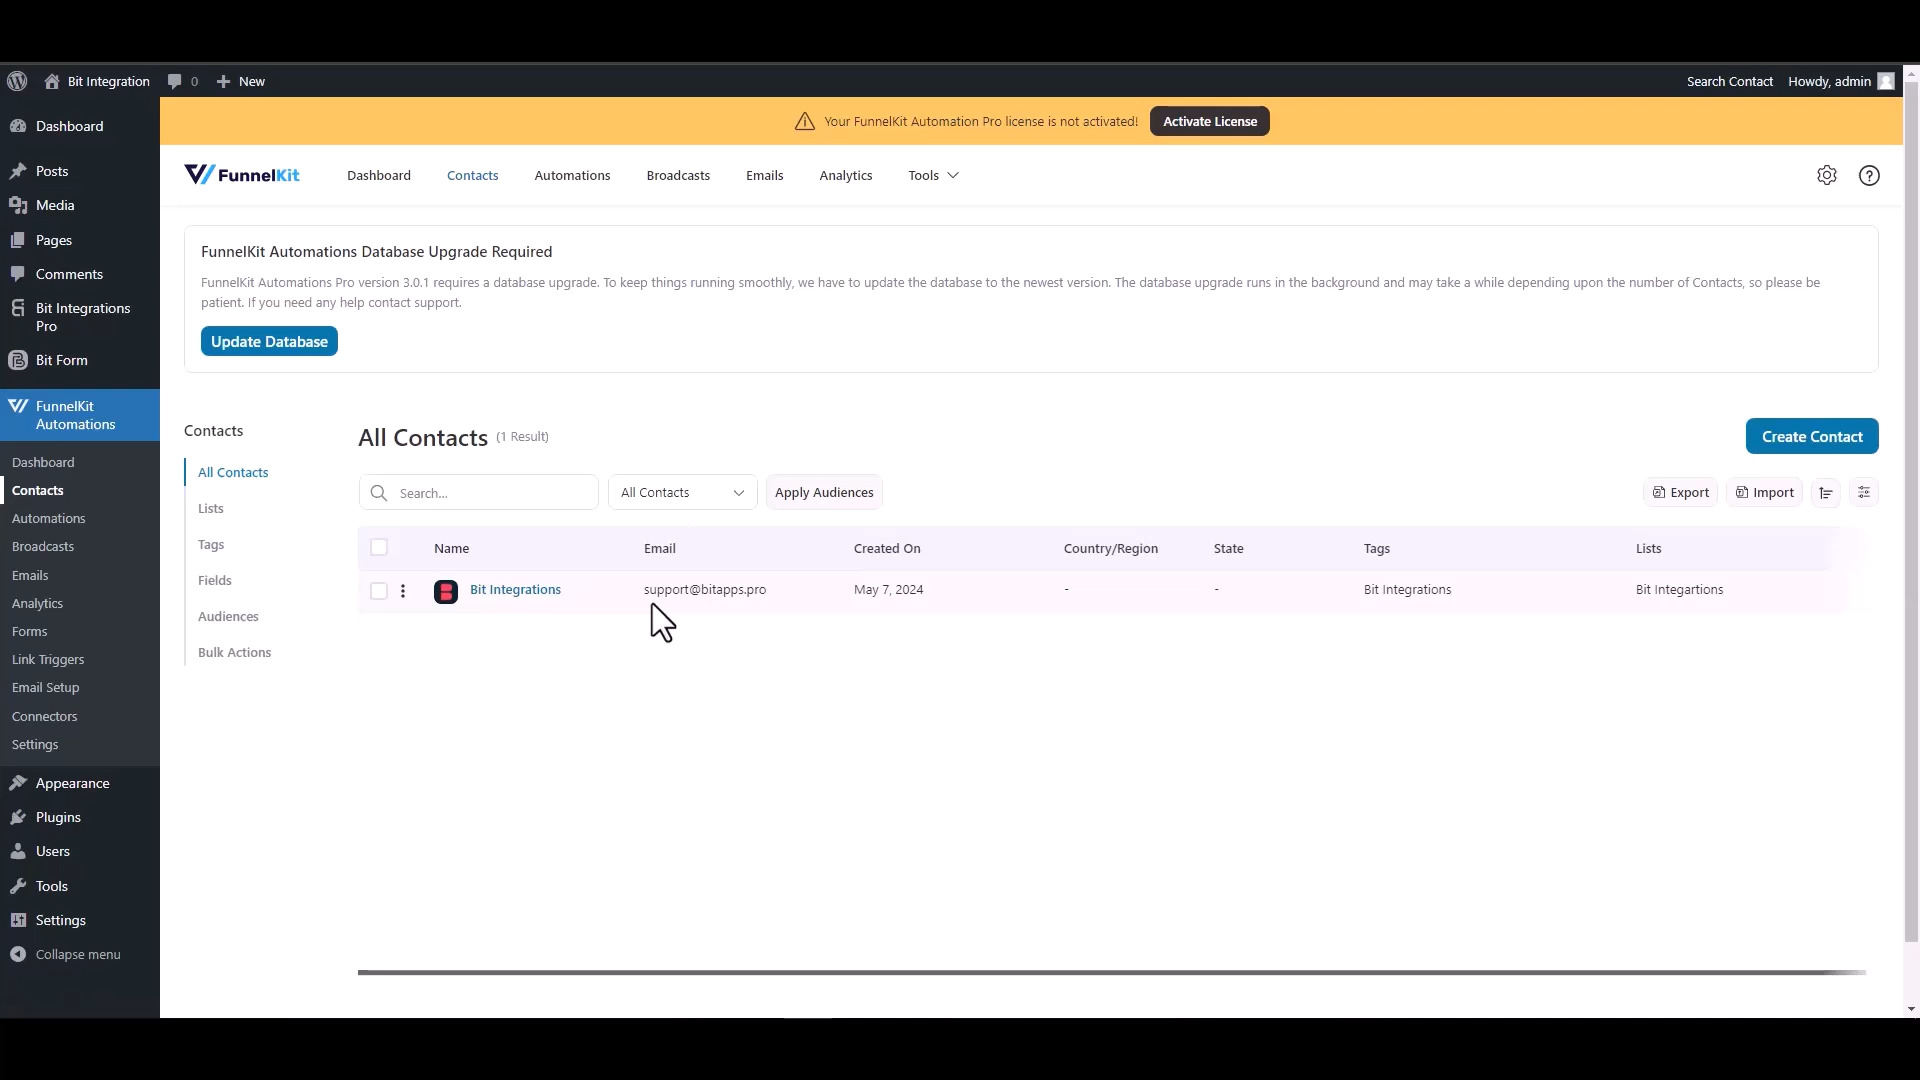 Bit Integration
0
New
Search Contact
Howdy, admin
Your FunnelKit Automation Pro license is not activated!
Activate License
Dashboard
Posts
Media
Pages
Comments
Bit Integrations
Pro
Bit Form
FunnelKit
Automations
Dashboard
Contacts
Automations
Broadcasts
Emails
Analytics
Forms
Link Triggers
Email Setup
Connectors
Settings
Appearance
Plugins
Users
Tools
Settings
Collapse menu
FunnelKit
Dashboard
Contacts
Automations
Broadcasts
Emails
Analytics
Tools
FunnelKit Automations Database Upgrade Required
FunnelKit Automations Pro version 3.0.1 requires a database upgrade. To keep things running smoothly, we have to update the database to the newest version. The database upgrade runs in the background and may take a while depending upon the number of Contacts, so please be
patient. If you need any help contact support.
Update Database
Contacts
All Contacts
Lists
Tags
Fields
Audiences
Bulk Actions
All Contacts (1 Result)
Create Contact
Search...
All Contacts
Apply Audiences
Export
Import
Name Email Created On Country/Region State Tags Lists
Bit Integrations support@bitapps.pro May 7, 2024 - - Bit Integrations Bit Integartions